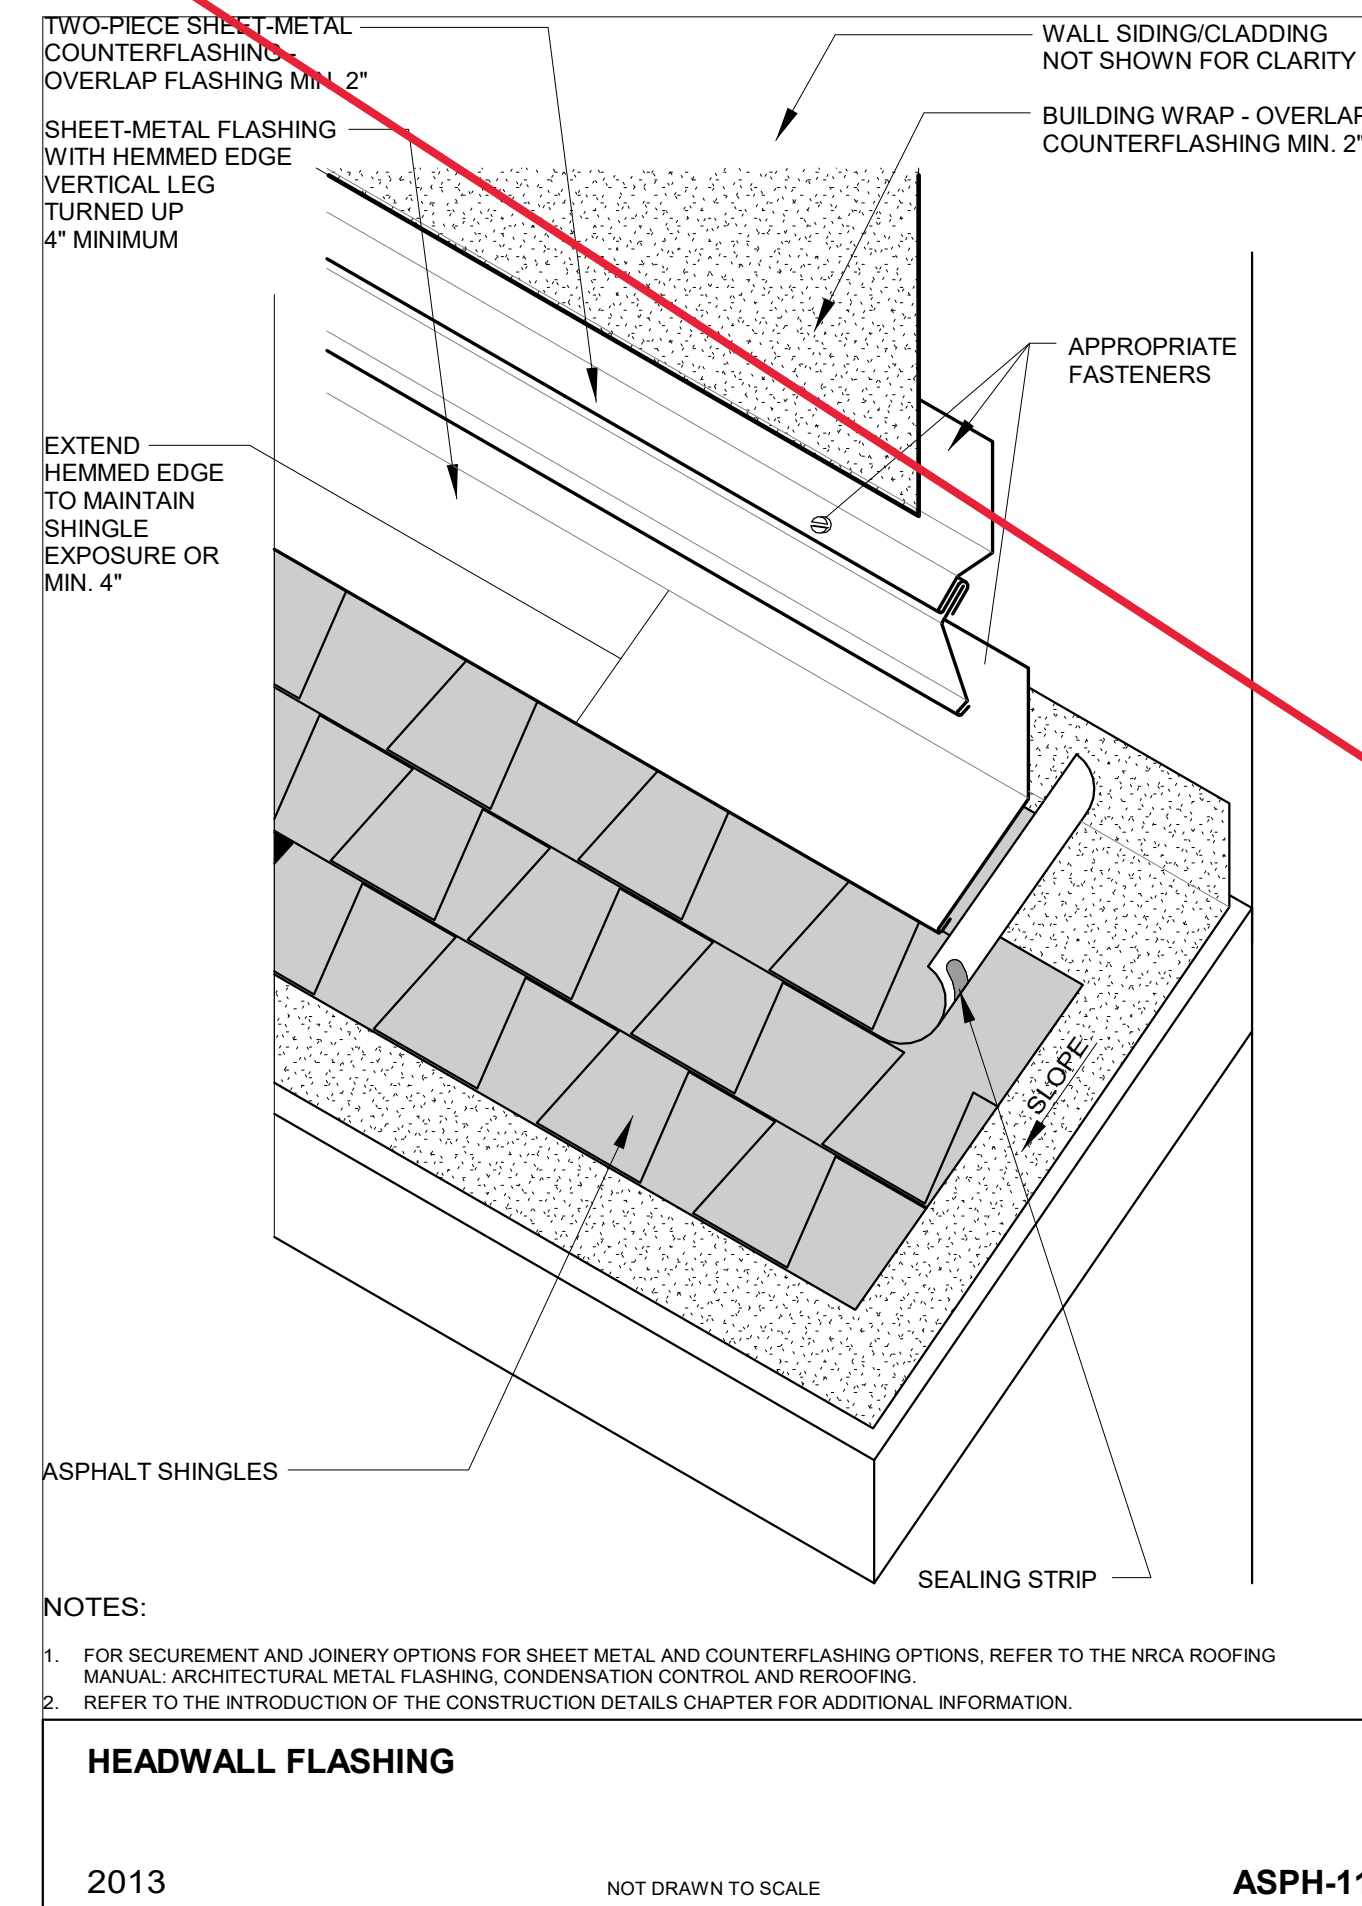 TWO-PIECE SHEET-METAL
COUNTERFLASHING -
OVERLAP FLASHING MIN. 2"
SHEET-METAL FLASHING
WITH HEMMED EDGE
VERTICAL LEG
TURNED UP
4" MINIMUM
EXTEND
HEMMED EDGE
TO MAINTAIN
SHINGLE
EXPOSURE OR
MIN. 4"
WALL SIDING/CLADDING
NOT SHOWN FOR CLARITY
BUILDING WRAP - OVERLAP
COUNTERFLASHING MIN. 2"
APPROPRIATE
FASTENERS
SLOPE
ASPHALT SHINGLES
SEALING STRIP
NOTES:
1. FOR SECUREMENT AND JOINERY OPTIONS FOR SHEET METAL AND COUNTERFLASHING OPTIONS, REFER TO THE NRCA ROOFING
MANUAL: ARCHITECTURAL METAL FLASHING, CONDENSATION CONTROL AND REROOFING.
2. REFER TO THE INTRODUCTION OF THE CONSTRUCTION DETAILS CHAPTER FOR ADDITIONAL INFORMATION.
HEADWALL FLASHING
2013
NOT DRAWN TO SCALE
ASPH-11